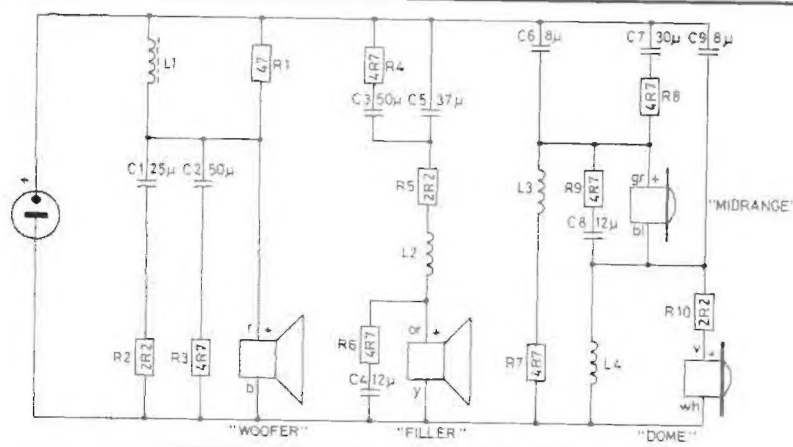 L1
47
R1
4R7
R4
C3 50µ
C5 37µ
C6 8µ
C7 30µ
C9 8µ
4R7
R8
C1 25µ
C2 50µ
R5
2R2
L2
L3
R9
4R7
C8 12µ
gr +
bl
"MIDRANGE"
+
R2
2R2
R3
4R7
r +
b
R6
4R7
C4 12µ
or +
y
R7
4R7
L4
R10
2R2
v +
wh
"WOOFER"
"FILLER"
"DOME"